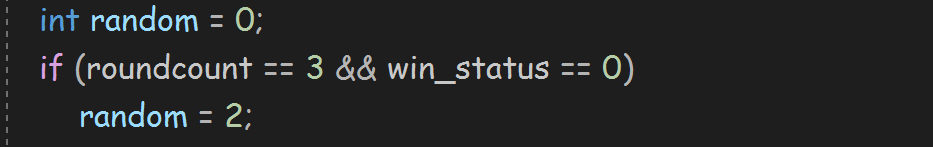 int random = 0;
if (roundcount == 3 && win_status == 0)
random = 2;